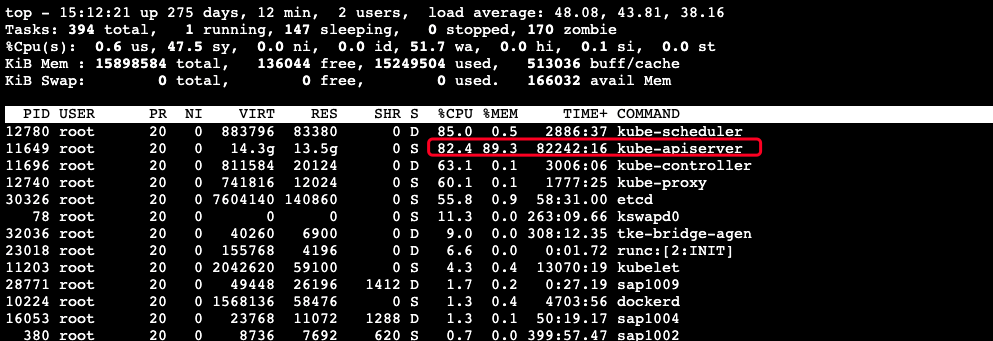 top - 15:12:21 up 275 days, 12 min, 2 users, load average: 48.08, 43.81, 38.16
Tasks: 394 total, 1 running, 147 sleeping, 0 stopped, 170 zombie
%Cpu(s): 0.6 us, 47.5 sy, 0.0 ni, 0.0 id, 51.7 wa, 0.0 hi, 0.1 si, 0.0 st
KiB Mem : 15898584 total, 136044 free, 15249504 used, 513036 buff/cache
KiB Swap: 0 total, 0 free, 0 used. 166032 avail Mem
PID USER PR NI VIRT RES SHR S %CPU %MEM TIME+ COMMAND
12780 root 20 0 883796 83380 0 D 85.0 0.5 2886:37 kube-scheduler
11649 root 20 0 14.3g 13.5g 0 S 82.4 89.3 82242:16 kube-apiserver
11696 root 20 0 811584 20124 0 D 63.1 0.1 3006:06 kube-controller
12740 root 20 0 741816 12024 0 S 60.1 0.1 1777:25 kube-proxy
30326 root 20 0 7604140 140860 0 S 55.8 0.9 58:31.00 etcd
78 root 20 0 0 0 0 S 11.3 0.0 263:09.66 kswapd0
32036 root 20 0 40260 6900 0 D 9.0 0.0 308:12.35 tke-bridge-agen
23018 root 20 0 155768 4196 0 D 6.6 0.0 0:01.72 runc:[2:INIT]
11203 root 20 0 2042620 59100 0 S 4.3 0.4 13070:19 kubelet
28771 root 20 0 49448 26196 1412 D 1.7 0.2 0:27.19 sap1009
10224 root 20 0 1568136 58476 0 S 1.3 0.4 4703:56 dockerd
16053 root 20 0 23768 11072 1288 D 1.3 0.1 50:19.17 sap1004
380 root 20 0 8736 7692 620 S 0.7 0.0 399:57.47 sap1002